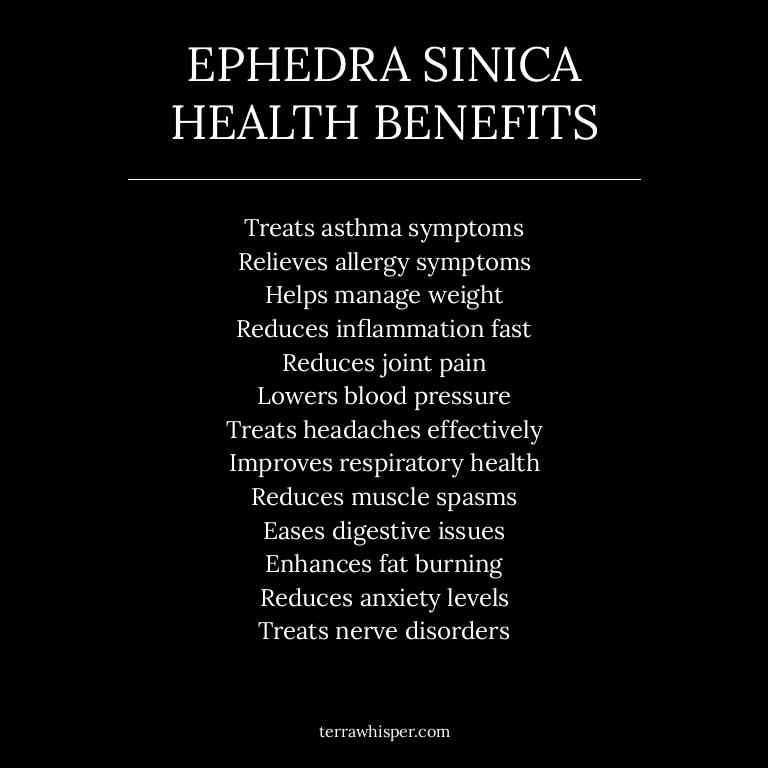 EPHEDRA SINICA
HEALTH BENEFITS
Treats asthma symptoms
Relieves allergy symptoms
Helps manage weight
Reduces inflammation fast
Reduces joint pain
Lowers blood pressure
Treats headaches effectively
Improves respiratory health
Reduces muscle spasms
Eases digestive issues
Enhances fat burning
Reduces anxiety levels
Treats nerve disorders
terrawhisper.com